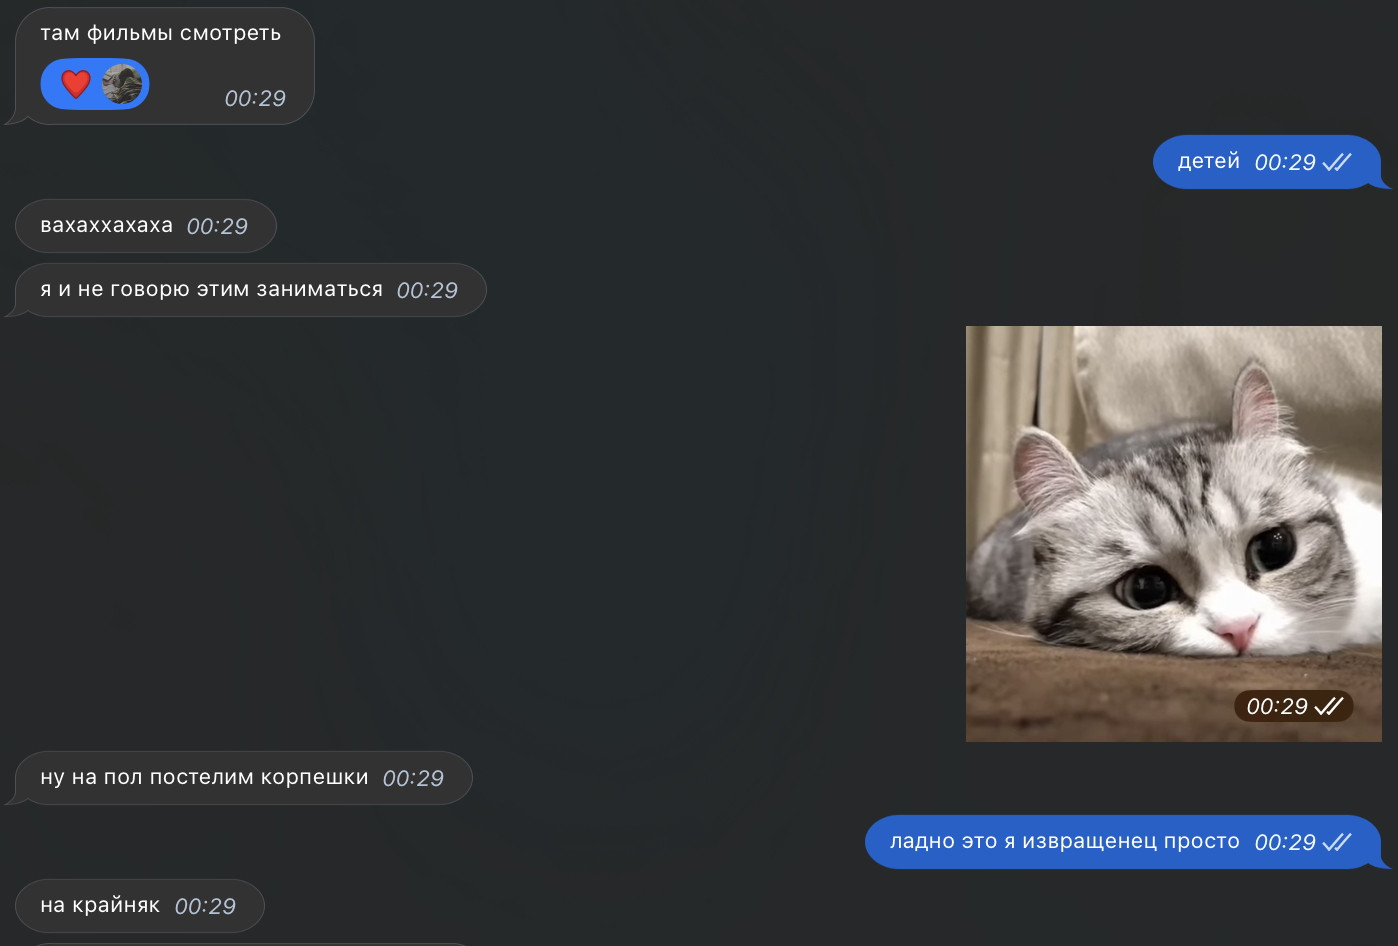 там фильмы смотреть
00:29
детей 00:29
вахаххахаха 00:29
я и не говорю этим заниматься 00:29
00:29
ну на пол постелим корпешки 00:29
ладно это я извращенец просто 00:29
на крайняк 00:29